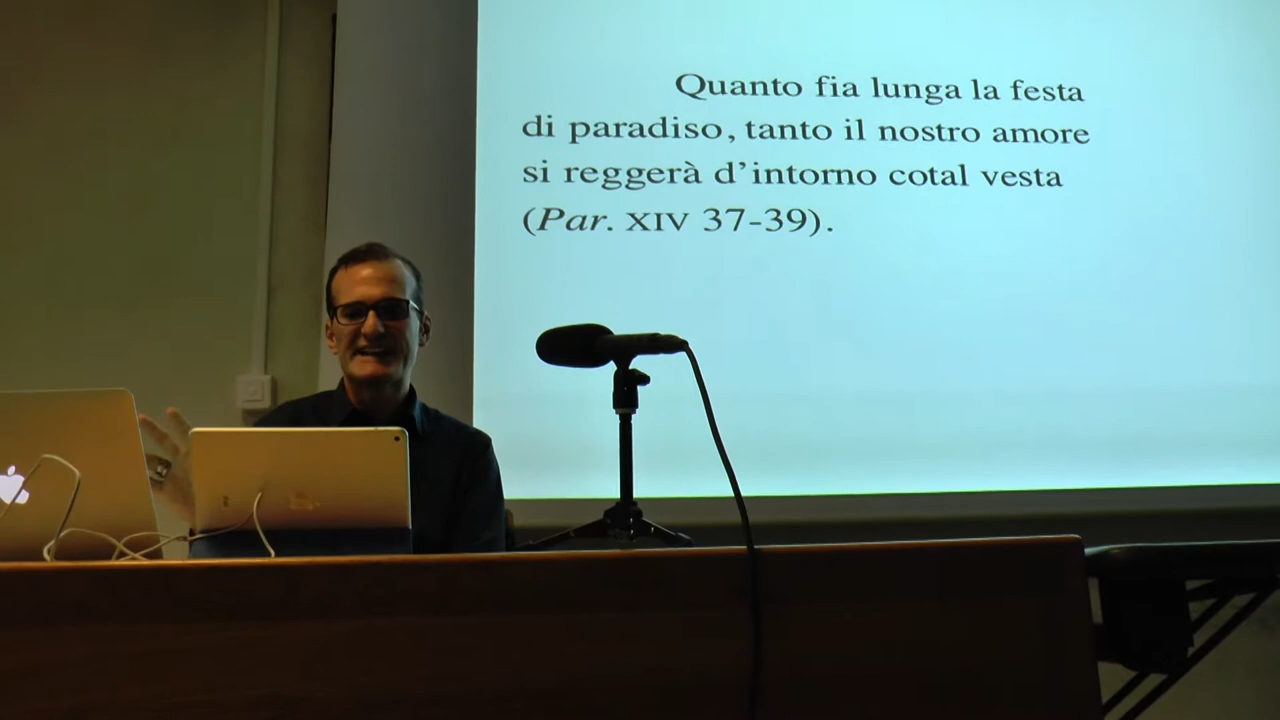 Quanto fia lunga la festa
di paradiso, tanto il nostro amore
si reggerà d’intorno cotal vesta
(Par. XIV 37-39).